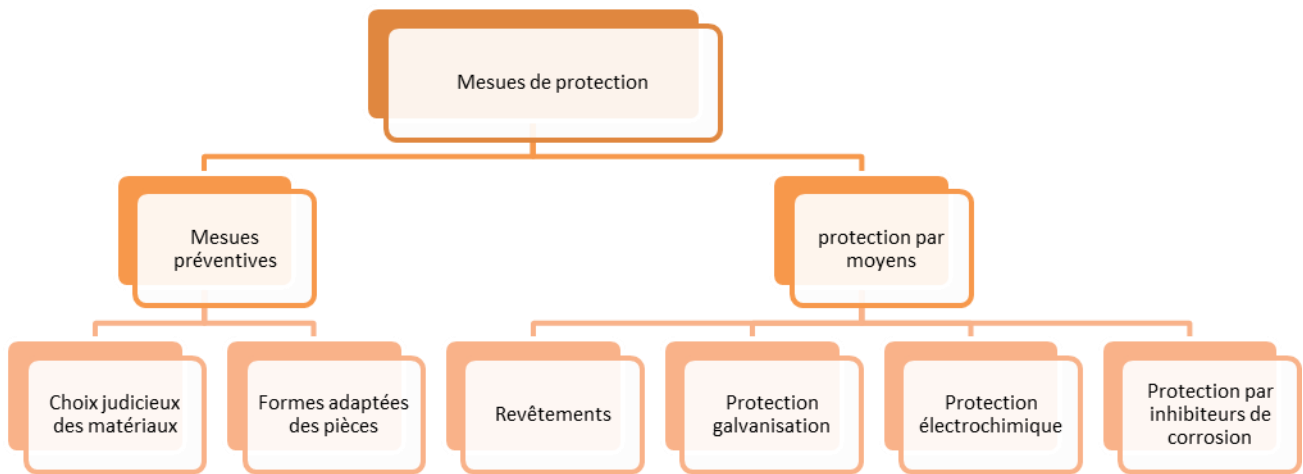 Mesues de protection
Mesues
préventives
protection par
moyens
Choix judicieux
des matériaux
Formes adaptées
des pièces
Revêtements
Protection
galvanisation
Protection
électrochimique
Protection par
inhibiteurs de
corrosion